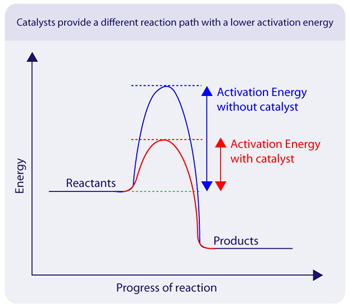 Catalysts provide a different reaction path with a lower activation energy
Activation Energy
without catalyst
Activation Energy
with catalyst
Reactants
Products
Energy
Progress of reaction